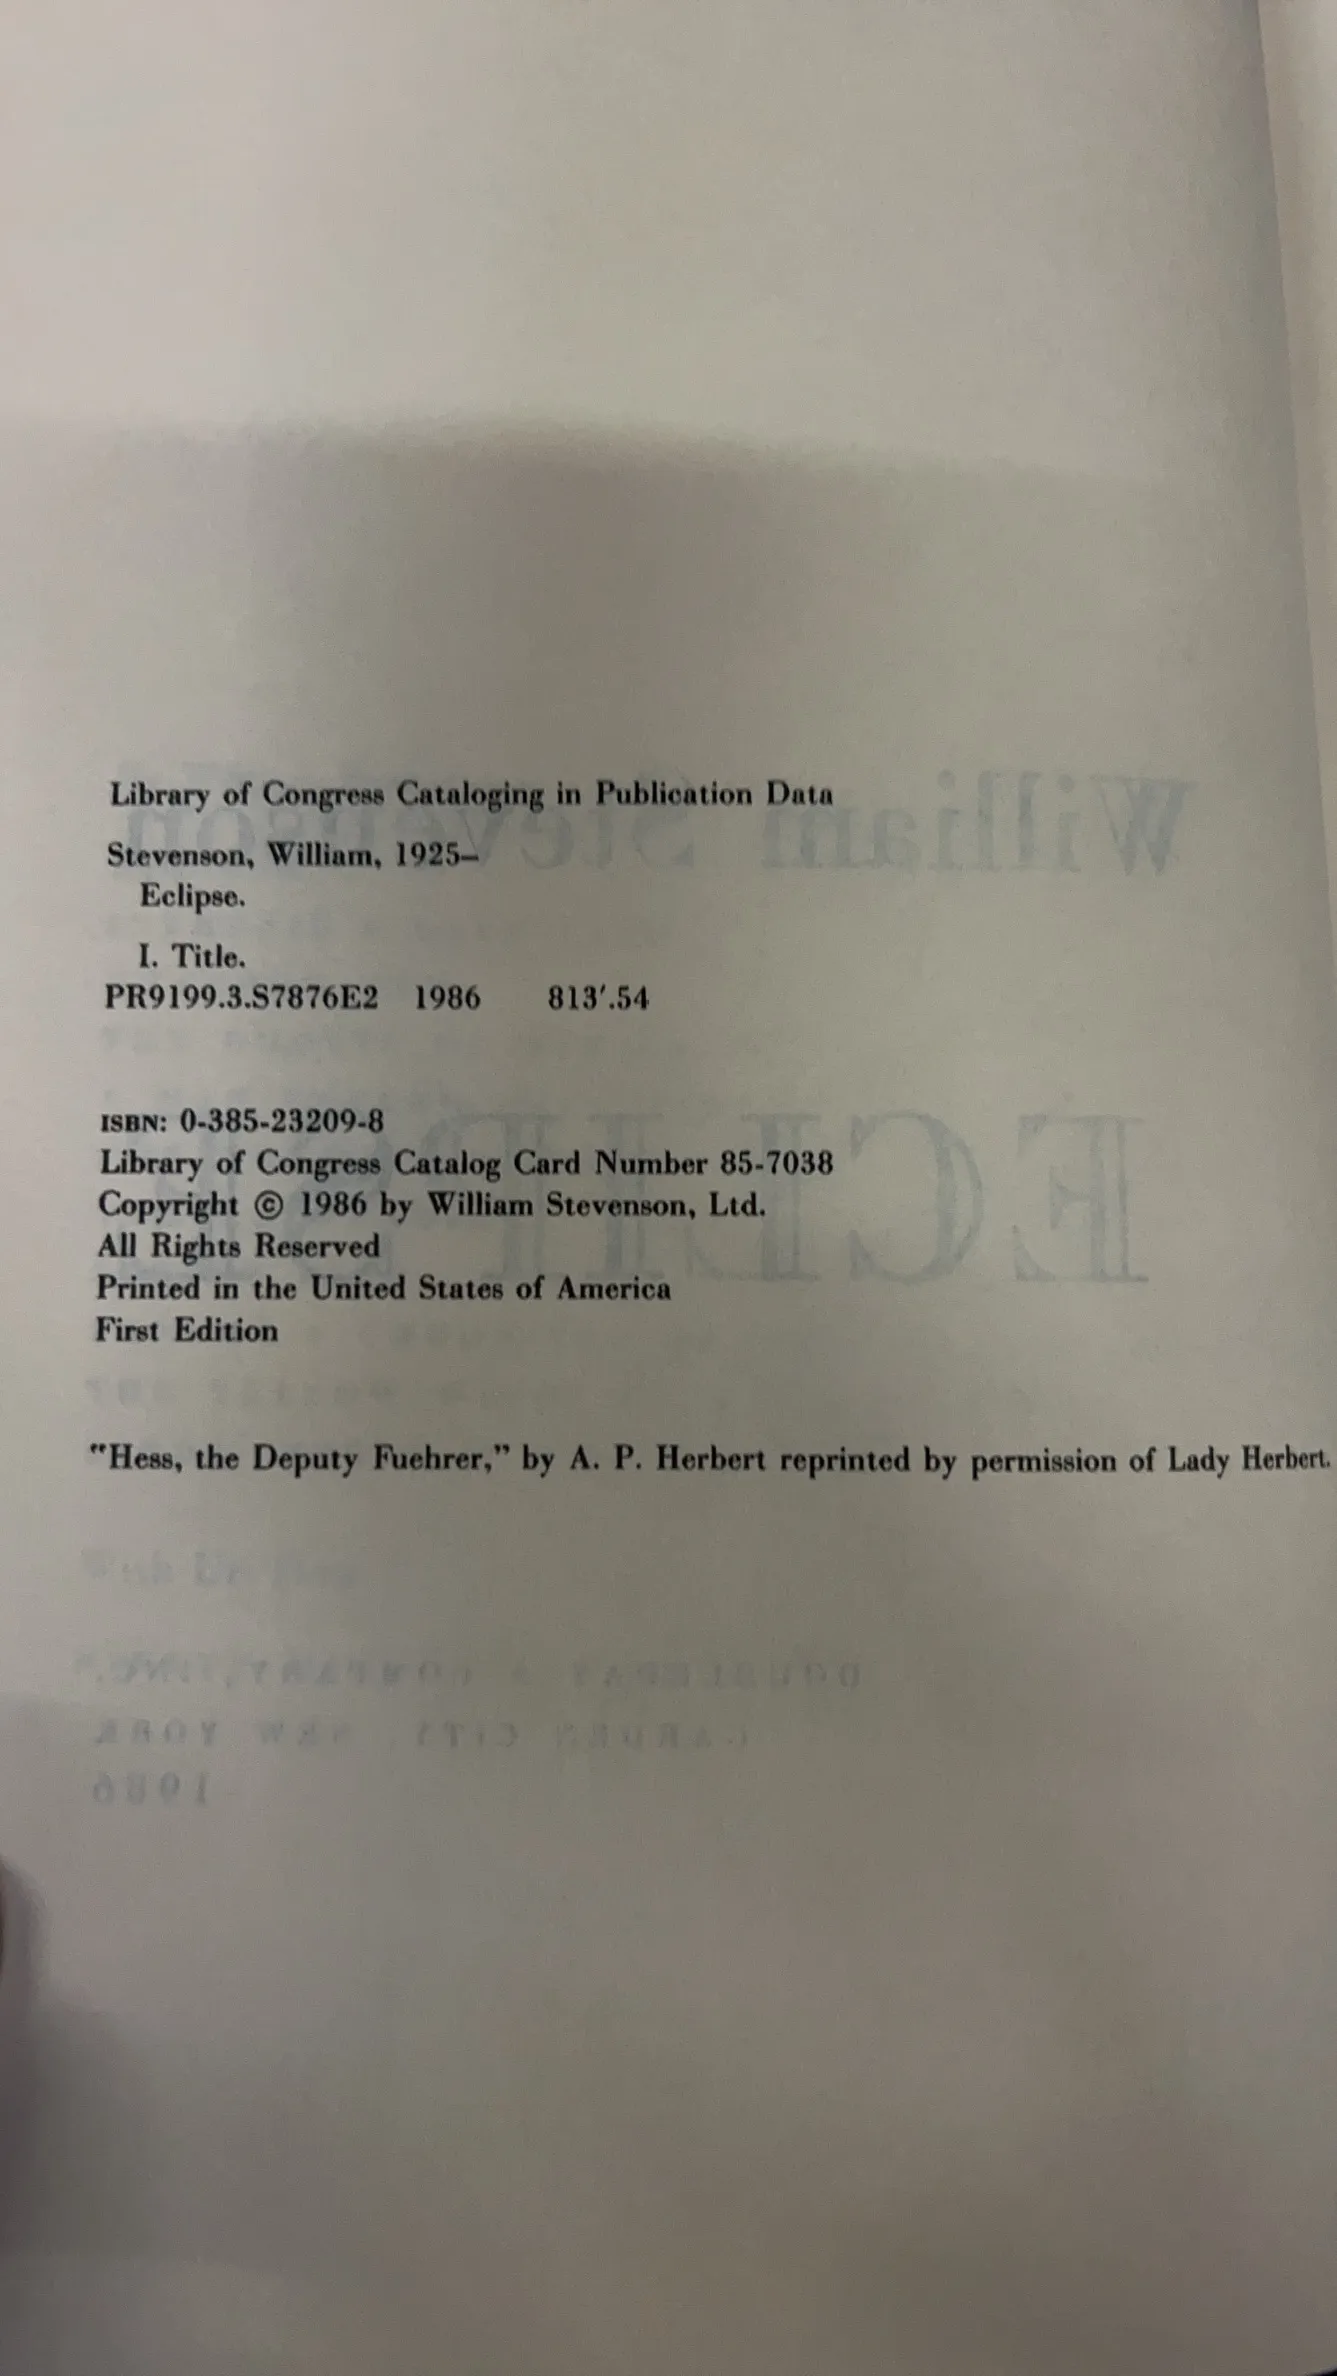 Library of Congress Cataloging in Publication Data
Stevenson, William, 1925–
Eclipse.
I. Title.
PR9199.3.S7876E2 1986 813'.54
ISBN: 0-385-23209-8
Library of Congress Catalog Card Number 85-7038
Copyright © 1986 by William Stevenson, Ltd.
All Rights Reserved
Printed in the United States of America
First Edition
"Hess, the Deputy Fuehrer," by A. P. Herbert reprinted by permission of Lady Herbert.